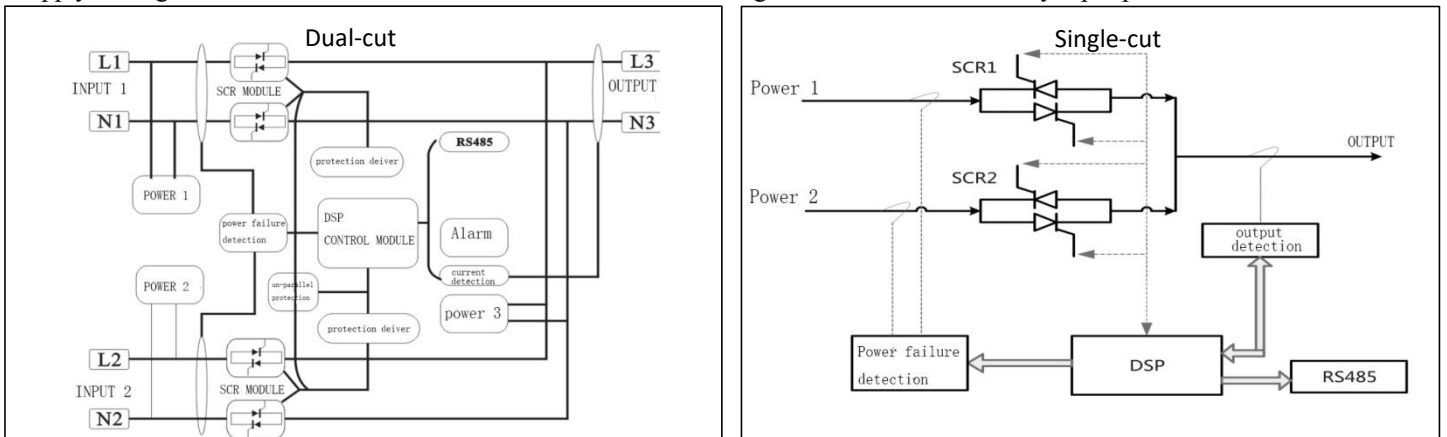 Dual-cut
L1
INPUT 1
N1
SCR MODULE
L3
OUTPUT
N3
protection deiver
RS485
POWER 1
power failure
detection
DSP
CONTROL MODULE
Alarm
current
detection
POWER 2
un-parallel
protection
power 3
protection deiver
L2
INPUT 2
N2
SCR MODULE
Single-cut
SCR1
Power 1
OUTPUT
SCR2
Power 2
output
detection
Power failure
detection
DSP
RS485